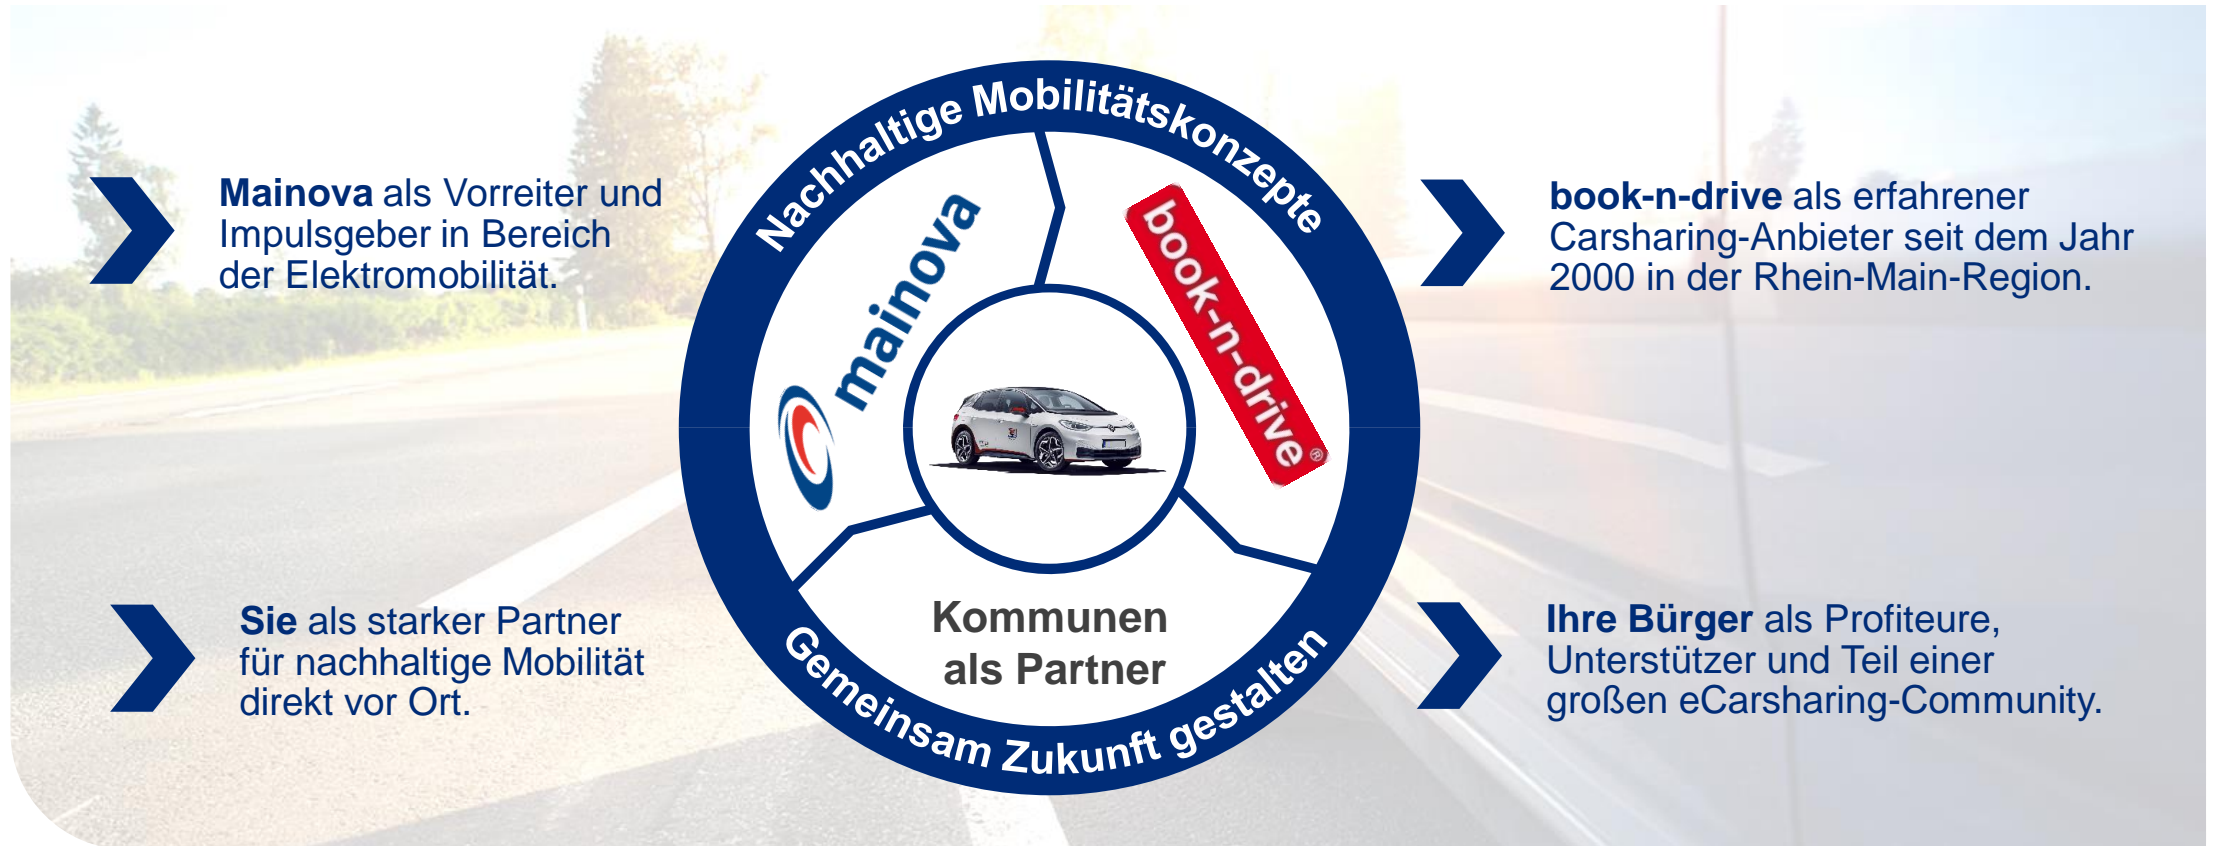 Nachhaltige Mobilitätskonzepte
Mainova als Vorreiter und
Impulsgeber in Bereich
der Elektromobilität.
mainova
book-n-drive®
book-n-drive als erfahrener
Carsharing-Anbieter seit dem Jahr
2000 in der Rhein-Main-Region.
Sie als starker Partner
für nachhaltige Mobilität
direkt vor Ort.
Kommunen
als Partner
Gemeinsam Zukunft gestalten
Ihre Bürger als Profiteure,
Unterstützer und Teil einer
großen eCarsharing-Community.